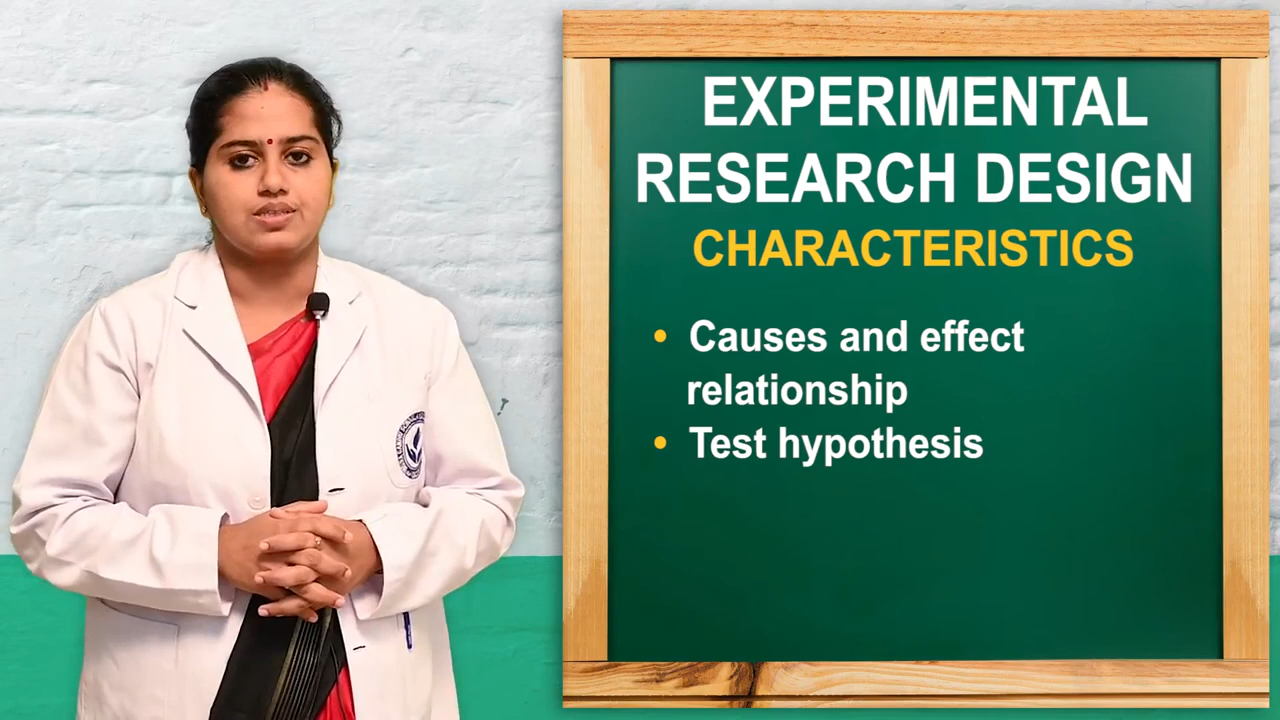 EXPERIMENTAL
RESEARCH DESIGN
CHARACTERISTICS
• Causes and effect
relationship
• Test hypothesis